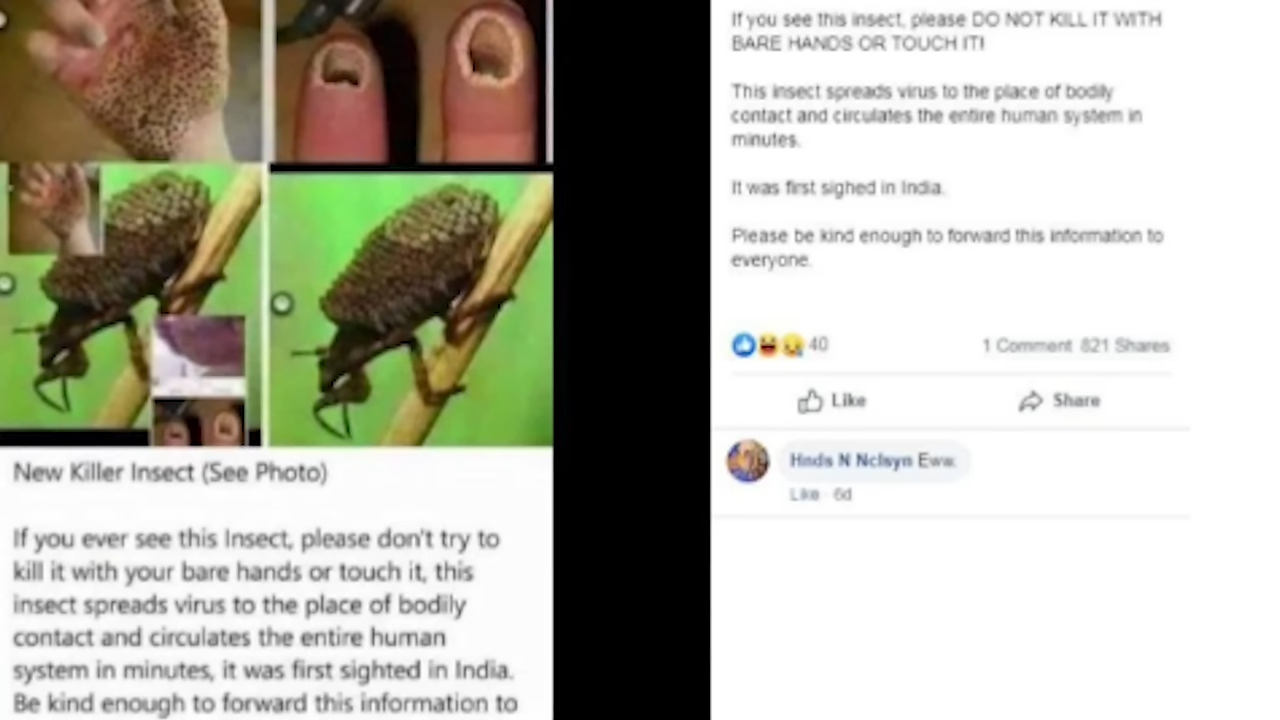 New Killer Insect (See Photo)
If you ever see this Insect, please don't try to
kill it with your bare hands or touch it, this
insect spreads virus to the place of bodily
contact and circulates the entire human
system in minutes, it was first sighted in India.
Be kind enough to forward this information to
If you see this insect, please DO NOT KILL IT WITH
BARE HANDS OR TOUCH IT!
This insect spreads virus to the place of bodily
contact and circulates the entire human system in
minutes.
It was first sighed in India.
Please be kind enough to forward this information to
everyone.
40
1 Comment 821 Shares
Like
Share
Hnds N Nclsyn Eww.
Like · 6d